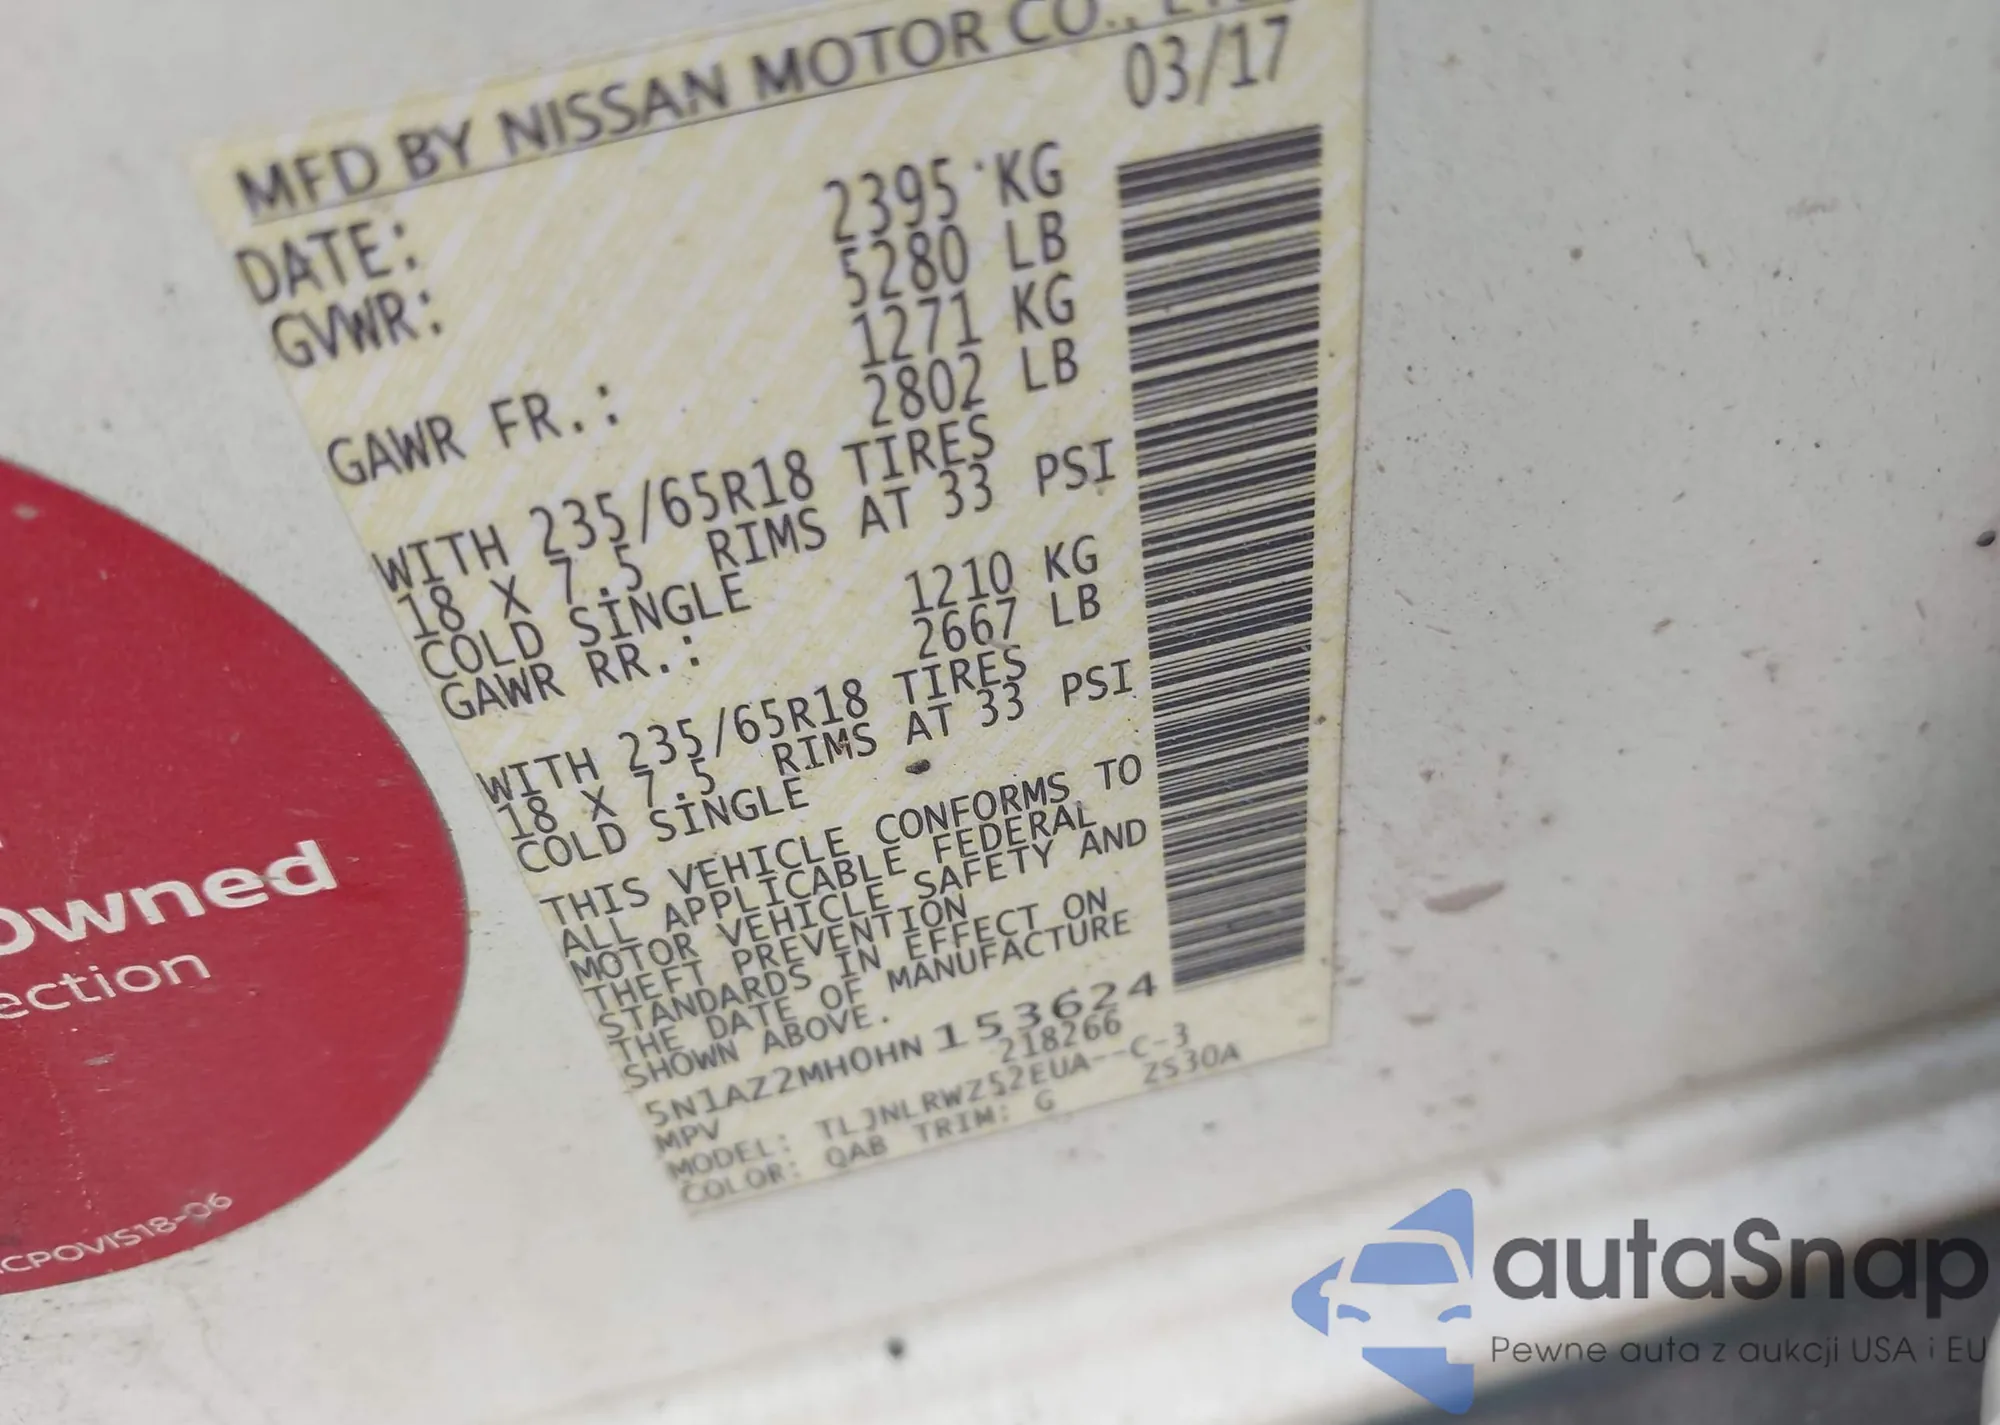 MFD BY NISSAN MOTOR CO.,
DATE: 03/17
GVWR: 2395 KG
5280 LB
GAWR FR.: 1271 KG
2802 LB
WITH 235/65R18 TIRES
18 X 7.5 RIMS AT 33 PSI
COLD SINGLE
GAWR RR.: 1210 KG
2667 LB
WITH 235/65R18 TIRES
18 X 7.5 RIMS AT 33 PSI
COLD SINGLE
THIS VEHICLE CONFORMS TO
ALL APPLICABLE FEDERAL
MOTOR VEHICLE SAFETY AND
THEFT PREVENTION
STANDARDS IN EFFECT ON
THE DATE OF MANUFACTURE
SHOWN ABOVE.
5N1AZ2MH0HN153624
MPV 218266
MODEL: TLJNLRWZ52EUA--C-3
COLOR: QAB TRIM: G ZS30A
Owned
ection
CPOVIS18-06
autaSnap
Pewne auta z aukcji USA i EU